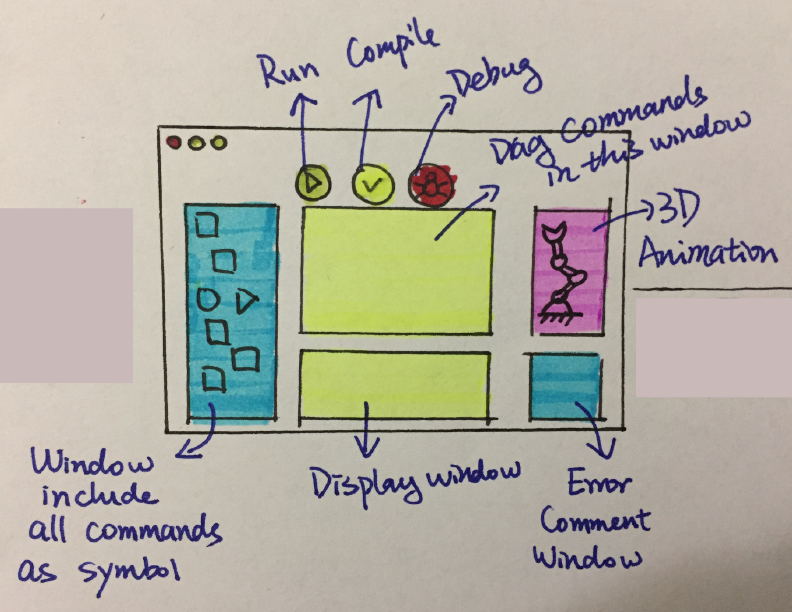 Run
Compile
Debug
Dag Commands
in this window
3D
Animation
Window
include
all commands
as symbol
Display window
Error
Comment
Window